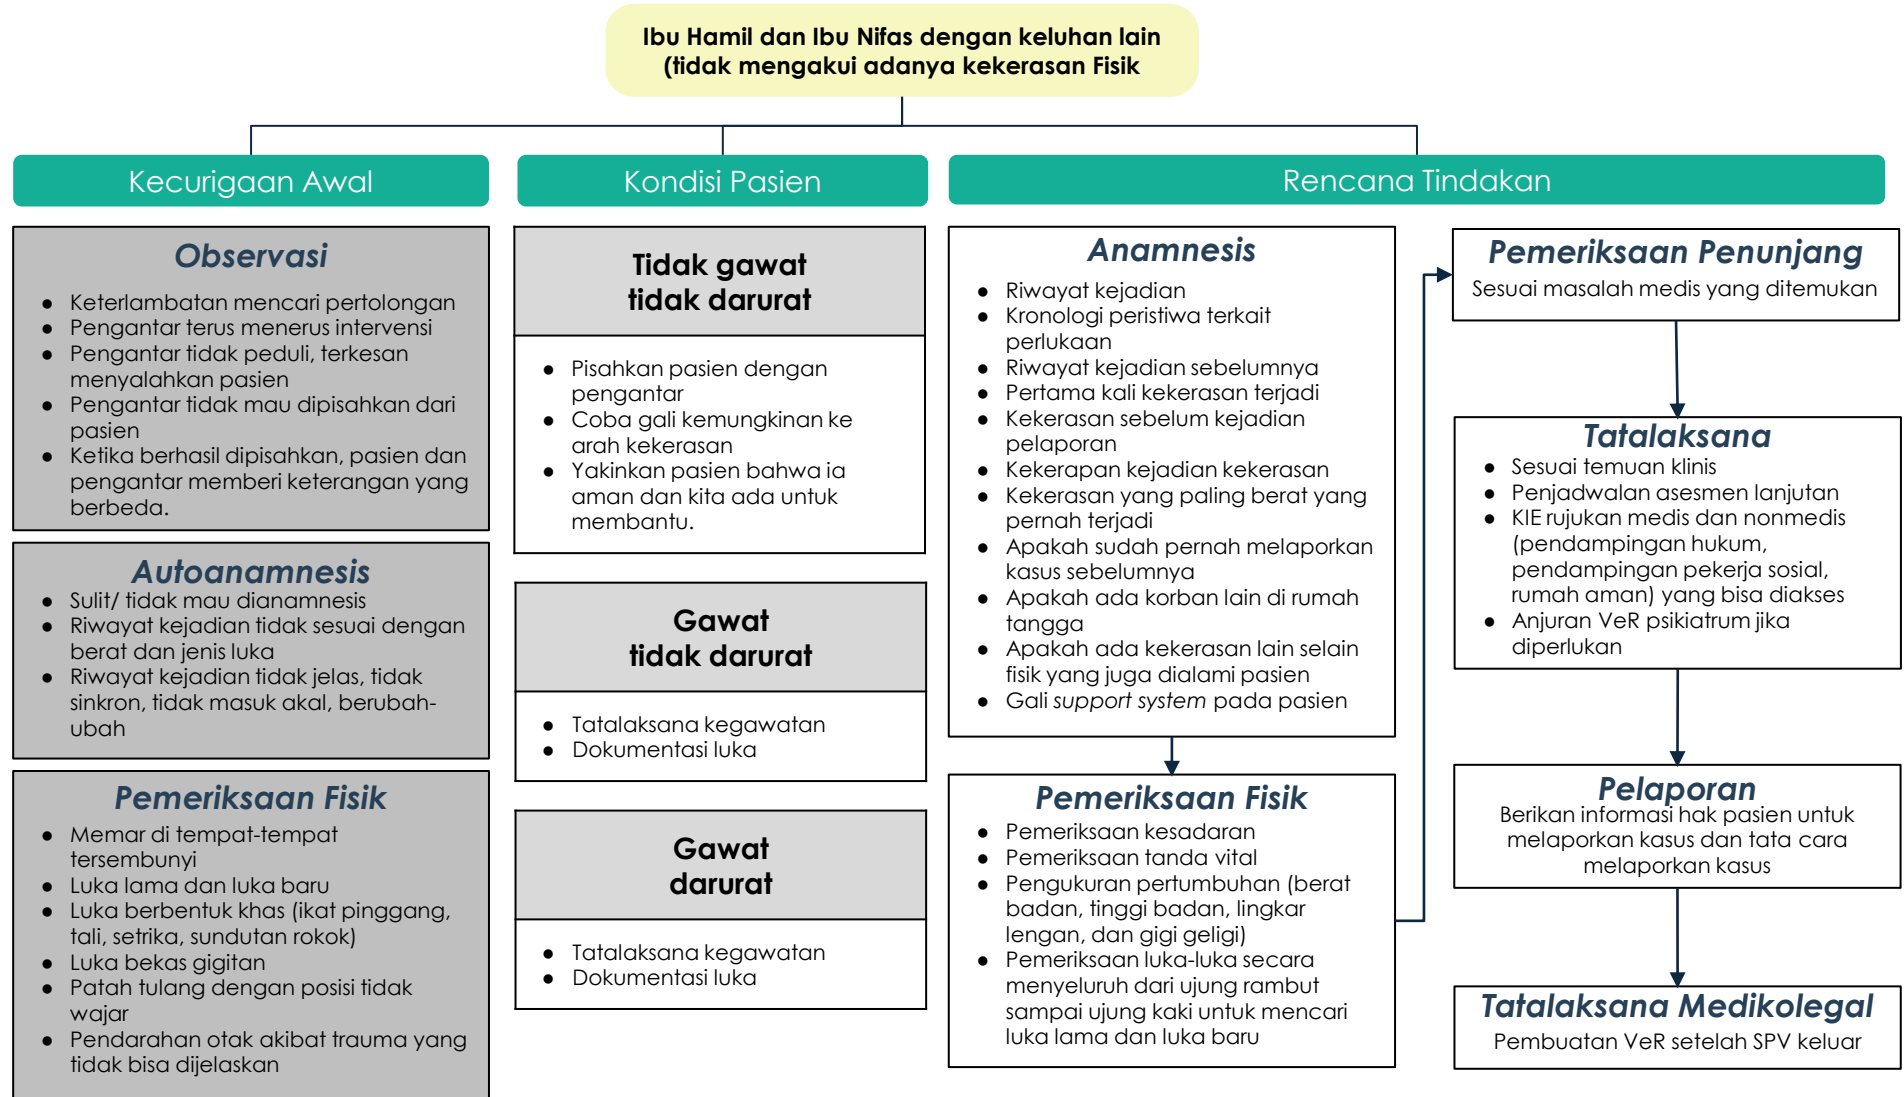 Ibu Hamil dan Ibu Nifas dengan keluhan lain
(tidak mengakui adanya kekerasan Fisik
Kecurigaan Awal
Observasi
● Keterlambatan mencari pertolongan
● Pengantar terus menerus intervensi
● Pengantar tidak peduli, terkesan
menyalahkan pasien
● Pengantar tidak mau dipisahkan dari
pasien
● Ketika berhasil dipisahkan, pasien dan
pengantar memberi keterangan yang
berbeda.
Autoanamnesis
● Sulit/ tidak mau dianamnesis
● Riwayat kejadian tidak sesuai dengan
berat dan jenis luka
● Riwayat kejadian tidak jelas, tidak
sinkron, tidak masuk akal, berubah-
ubah
Pemeriksaan Fisik
● Memar di tempat-tempat
tersembunyi
● Luka lama dan luka baru
● Luka berbentuk khas (ikat pinggang,
tali, setrika, sundutan rokok)
● Luka bekas gigitan
● Patah tulang dengan posisi tidak
wajar
● Pendarahan otak akibat trauma yang
tidak bisa dijelaskan
Kondisi Pasien
Tidak gawat
tidak darurat
● Pisahkan pasien dengan
pengantar
● Coba gali kemungkinan ke
arah kekerasan
● Yakinkan pasien bahwa ia
aman dan kita ada untuk
membantu.
Gawat
tidak darurat
● Tatalaksana kegawatan
● Dokumentasi luka
Gawat
darurat
● Tatalaksana kegawatan
● Dokumentasi luka
Rencana Tindakan
Anamnesis
● Riwayat kejadian
● Kronologi peristiwa terkait
perlukaan
● Riwayat kejadian sebelumnya
● Pertama kali kekerasan terjadi
● Kekerasan sebelum kejadian
pelaporan
● Kekerapan kejadian kekerasan
● Kekerasan yang paling berat yang
pernah terjadi
● Apakah sudah pernah melaporkan
kasus sebelumnya
● Apakah ada korban lain di rumah
tangga
● Apakah ada kekerasan lain selain
fisik yang juga dialami pasien
● Gali support system pada pasien
Pemeriksaan Fisik
● Pemeriksaan kesadaran
● Pemeriksaan tanda vital
● Pengukuran pertumbuhan (berat
badan, tinggi badan, lingkar
lengan, dan gigi geligi)
● Pemeriksaan luka-luka secara
menyeluruh dari ujung rambut
sampai ujung kaki untuk mencari
luka lama dan luka baru
Pemeriksaan Penunjang
Sesuai masalah medis yang ditemukan
Tatalaksana
● Sesuai temuan klinis
● Penjadwalan asesmen lanjutan
● KIE rujukan medis dan nonmedis
(pendampingan hukum,
pendampingan pekerja sosial,
rumah aman) yang bisa diakses
● Anjuran VeR psikiatrum jika
diperlukan
Pelaporan
Berikan informasi hak pasien untuk
melaporkan kasus dan tata cara
melaporkan kasus
Tatalaksana Medikolegal
Pembuatan VeR setelah SPV keluar